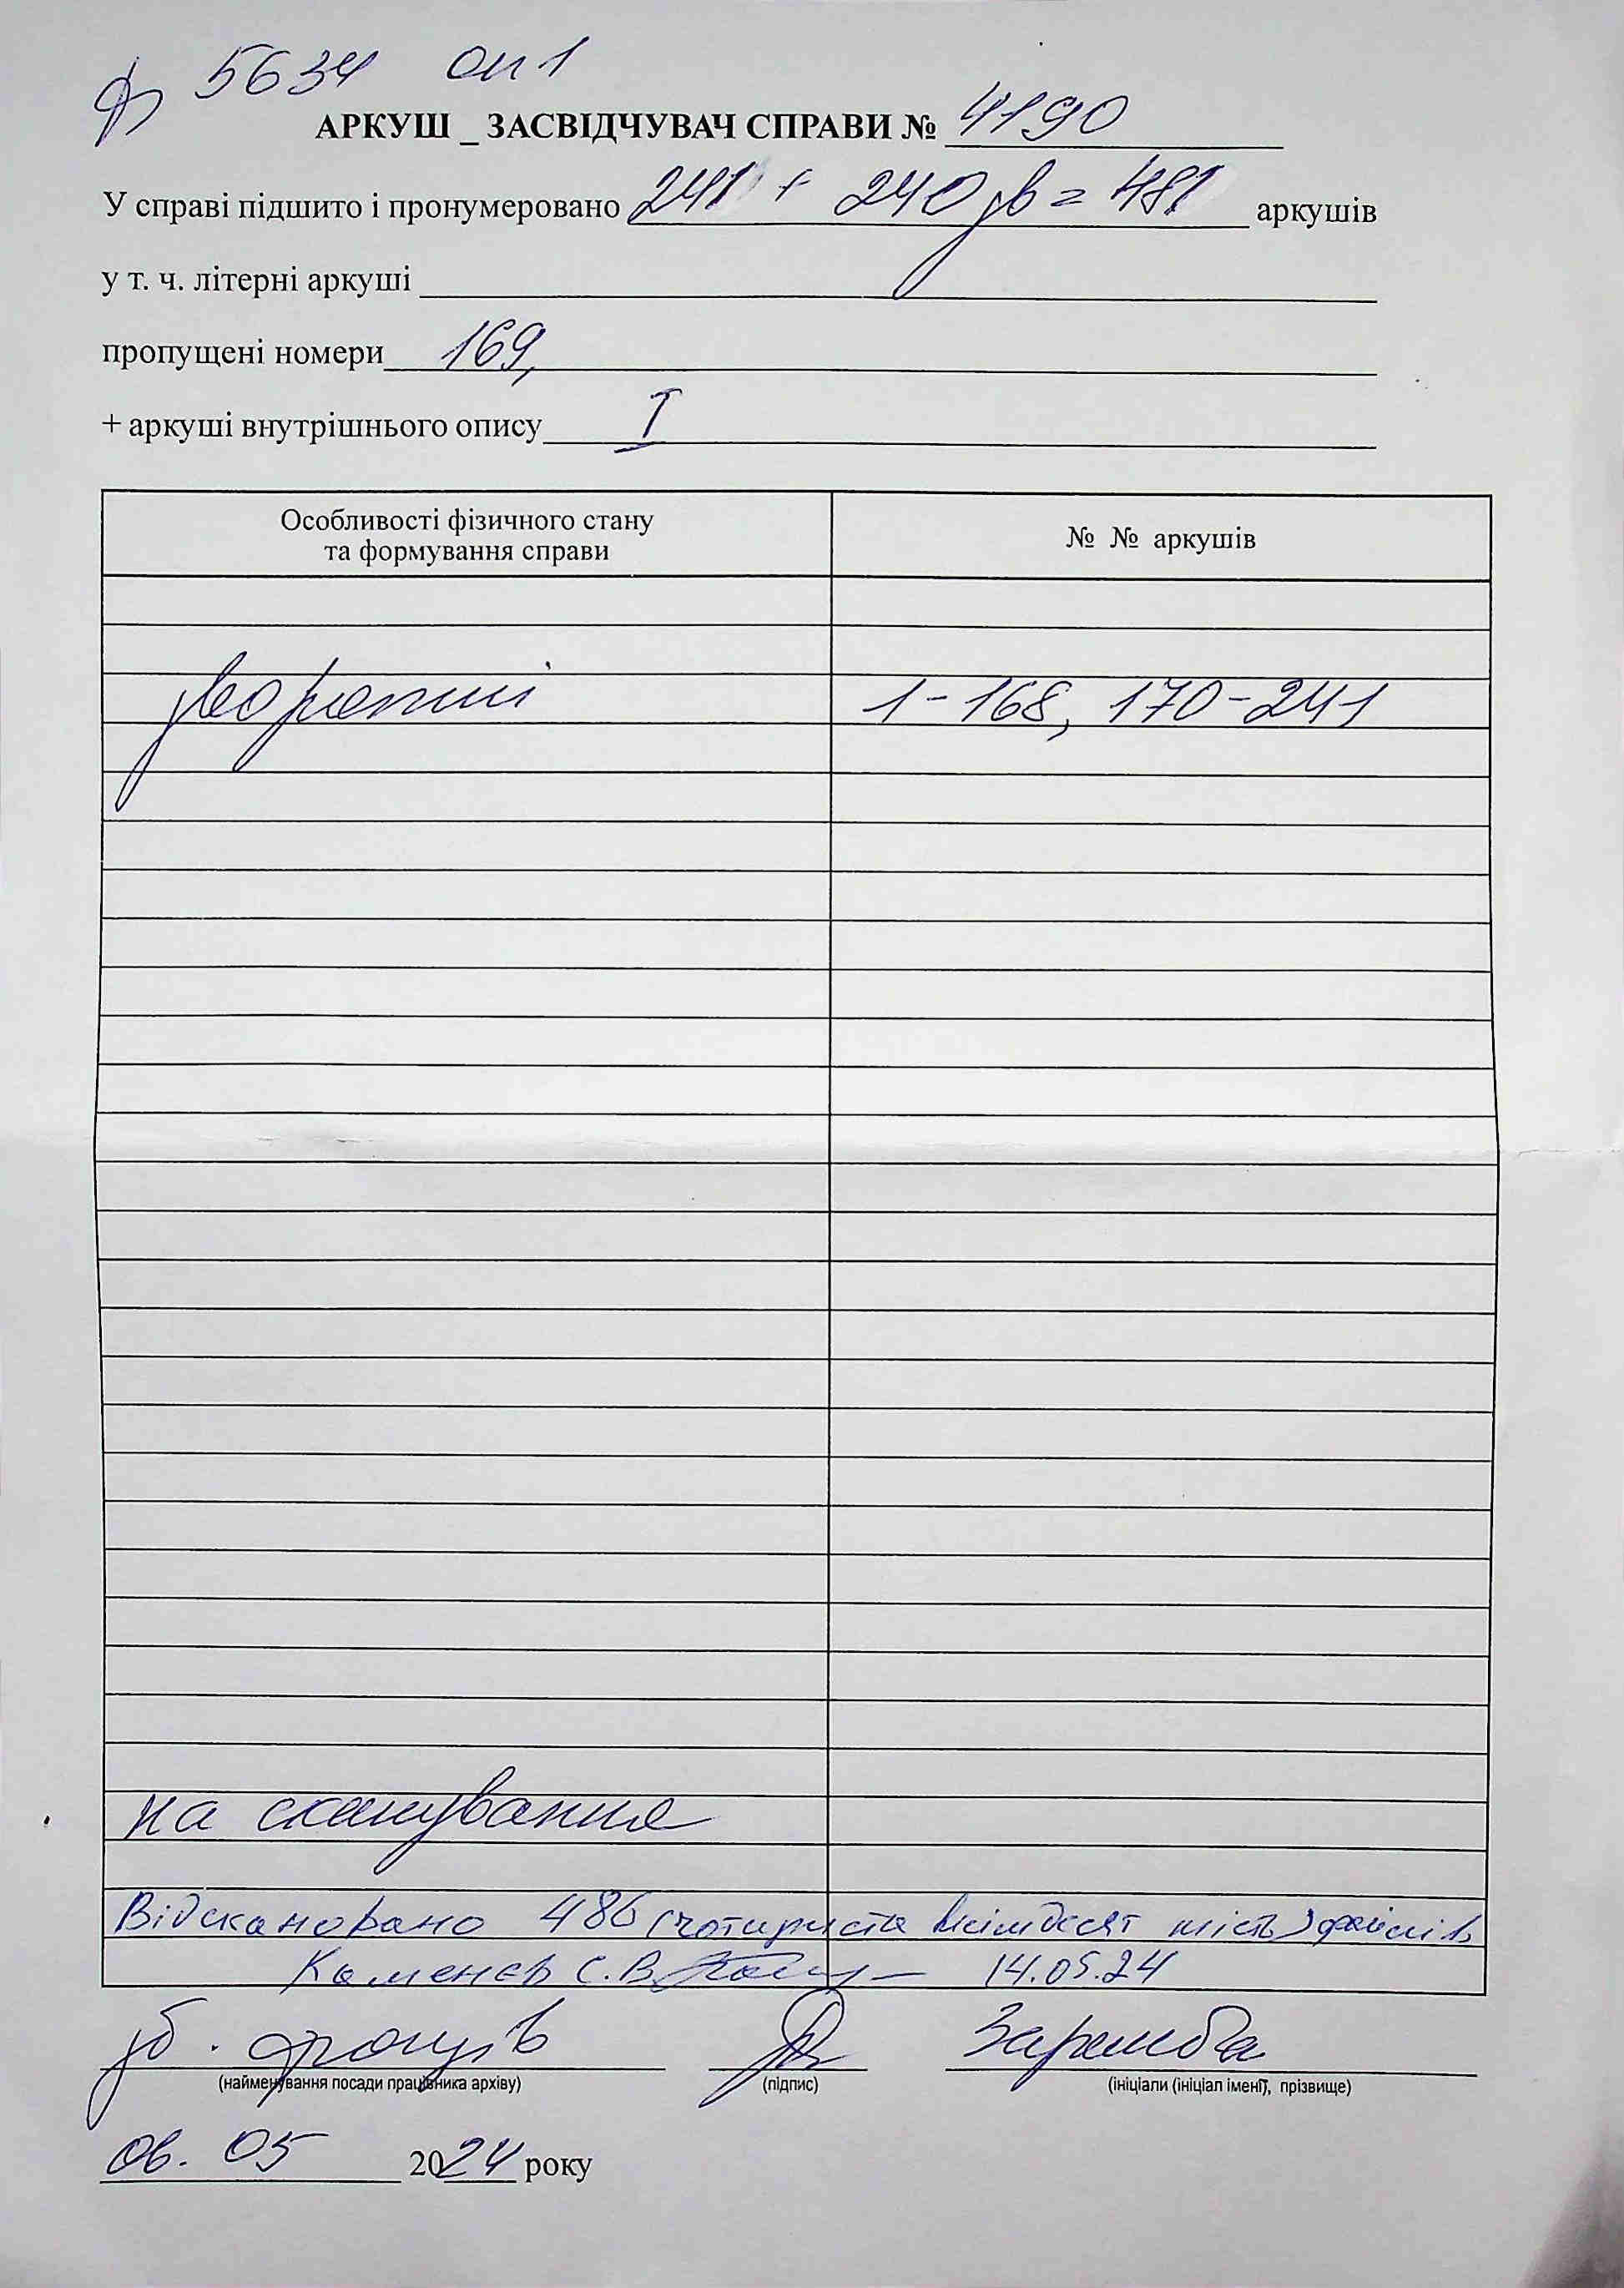 ф 5634 оп 1
АРКУШ _ ЗАСВІДЧУВАЧ СПРАВИ № 4190
У справі підшито і пронумеровано 241 + 240 зв = 481 аркушів
у т. ч. літерні аркуші
пропущені номери 169,
+ аркуші внутрішнього опису I
Особливості фізичного стану та формування справи
№ № аркушів
зворотні 1-168, 170-241
на сканування
Відскановано 486 (чотириста вісімдесят шість) файлів
Каменєв С.В. 14.05.24
зб. фондів Заремба
(найменування посади працівника архіву) (підпис) (ініціали (ініціал імені), прізвище)
06. 05 2024 року